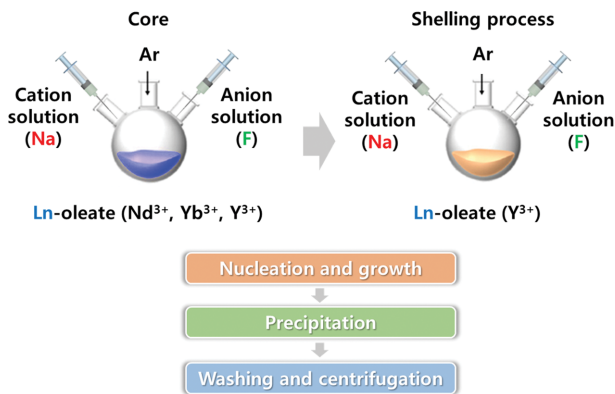 Core
Ar
Cation
solution
(Na)
Anion
solution
(F)
Ln-oleate (Nd³⁺, Yb³⁺, Y³⁺)
Shelling process
Ar
Cation
solution
(Na)
Anion
solution
(F)
Ln-oleate (Y³⁺)
Nucleation and growth
Precipitation
Washing and centrifugation